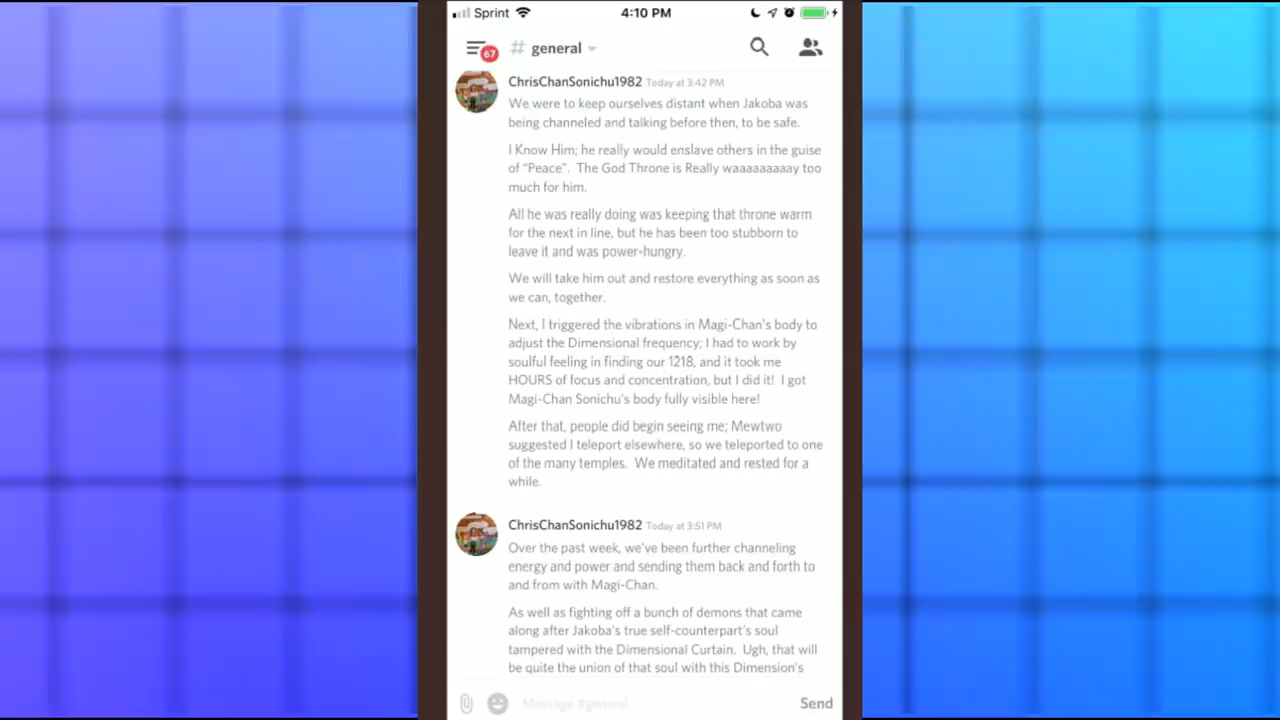 Sprint 4:10 PM
67 # general
ChrisChanSonichu1982 Today at 3:42 PM
We were to keep ourselves distant when Jakoba was
being channeled and talking before then, to be safe.
I Know Him; he really would enslave others in the guise
of “Peace”. The God Throne is Really waaaaaaaaay too
much for him.
All he was really doing was keeping that throne warm
for the next in line, but he has been too stubborn to
leave it and was power-hungry.
We will take him out and restore everything as soon as
we can, together.
Next, I triggered the vibrations in Magi-Chan's body to
adjust the Dimensional frequency; I had to work by
soulful feeling in finding our 1218, and it took me
HOURS of focus and concentration, but I did it! I got
Magi-Chan Sonichu's body fully visible here!
After that, people did begin seeing me; Mewtwo
suggested I teleport elsewhere, so we teleported to one
of the many temples. We meditated and rested for a
while.
ChrisChanSonichu1982 Today at 3:51 PM
Over the past week, we've been further channeling
energy and power and sending them back and forth to
and from with Magi-Chan.
As well as fighting off a bunch of demons that came
along after Jakoba's true self-counterpart's soul
tampered with the Dimensional Curtain. Ugh, that will
be quite the union of that soul with this Dimension's
Message #general Send